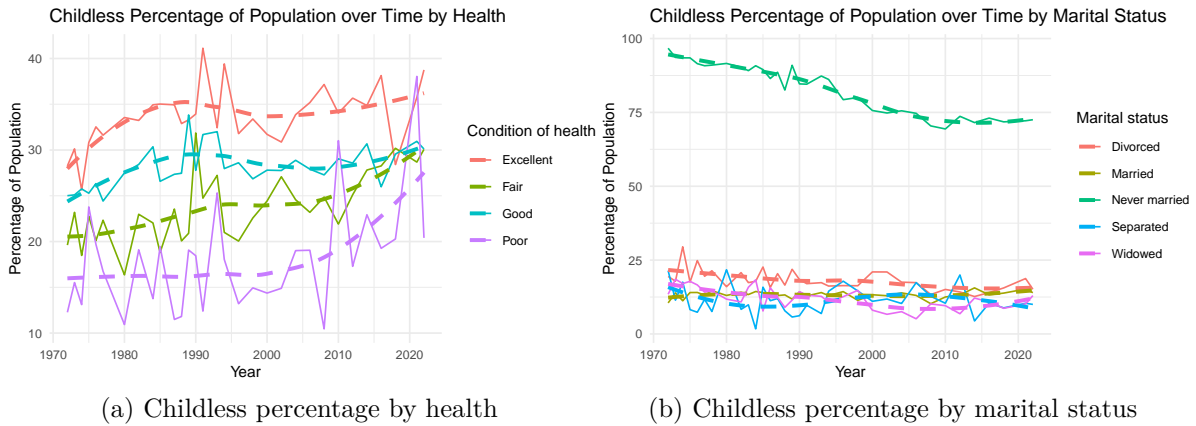 Childless Percentage of Population over Time by Health
Percentage of Population
40
30
20
10
1970 1980 1990 2000 2010 2020
Year
Condition of health
Excellent
Fair
Good
Poor
(a) Childless percentage by health
Childless Percentage of Population over Time by Marital Status
Percentage of Population
100
75
50
25
0
1970 1980 1990 2000 2010 2020
Year
Marital status
Divorced
Married
Never married
Separated
Widowed
(b) Childless percentage by marital status